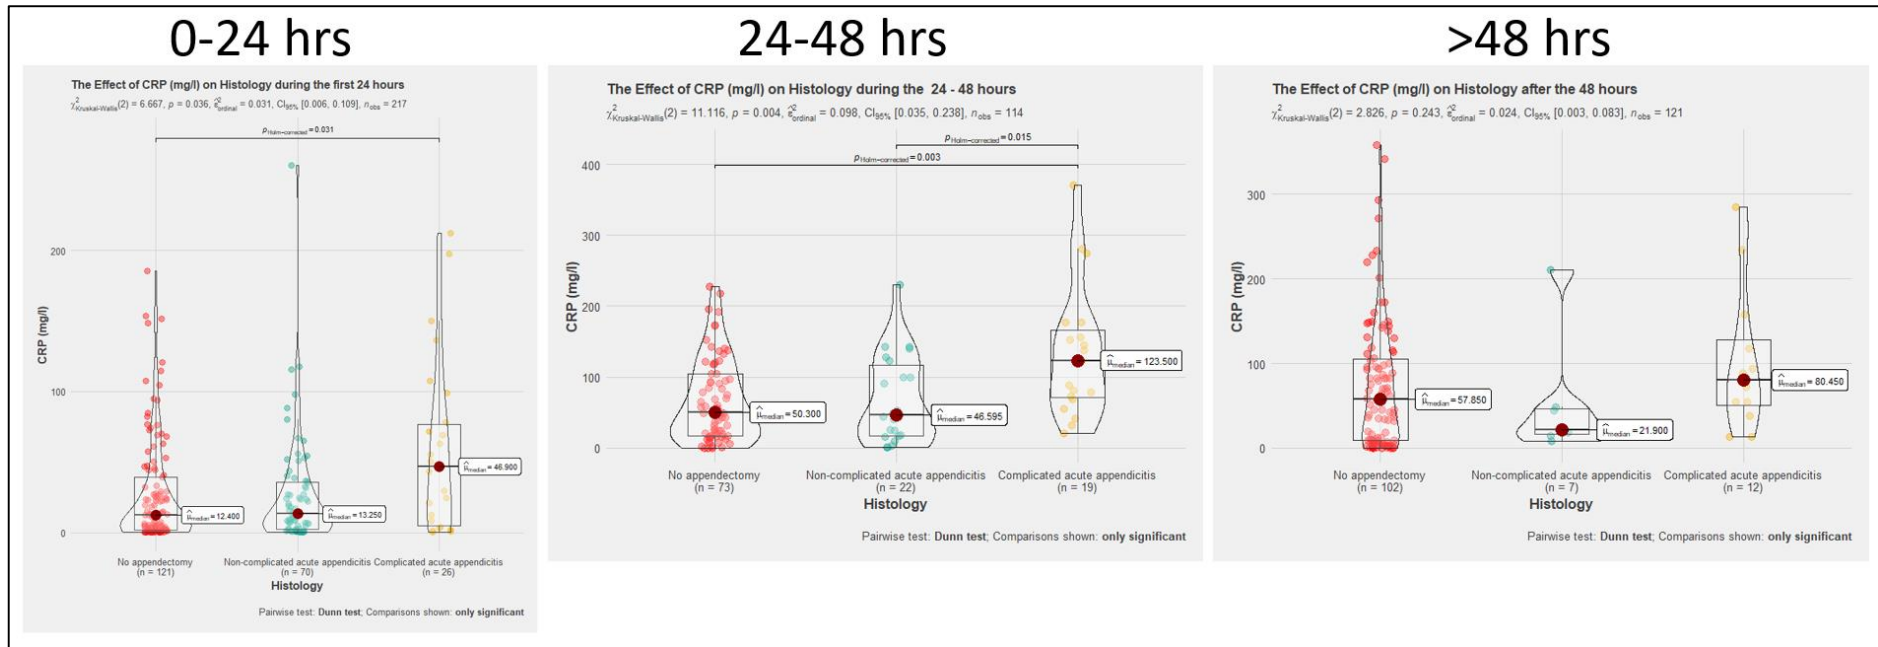 0-24 hrs
24-48 hrs
>48 hrs
The Effect of CRP (mg/l) on Histology during the first 24 hours
χ²Kruskal-Wallis(2) = 6.667, p = 0.036, ε̂²ordinal = 0.031, CI95% [0.006, 0.109], nobs = 217
pHolm-corrected = 0.031
200
100
0
CRP (mg/l)
μ̂median = 12.400
μ̂median = 13.250
μ̂median = 46.900
No appendectomy
(n = 121)
Non-complicated acute appendicitis
(n = 70)
Complicated acute appendicitis
(n = 26)
Histology
Pairwise test: Dunn test; Comparisons shown: only significant
The Effect of CRP (mg/l) on Histology during the 24 - 48 hours
χ²Kruskal-Wallis(2) = 11.116, p = 0.004, ε̂²ordinal = 0.098, CI95% [0.035, 0.238], nobs = 114
pHolm-corrected = 0.015
pHolm-corrected = 0.003
400
300
200
100
0
CRP (mg/l)
μ̂median = 50.300
μ̂median = 46.595
μ̂median = 123.500
No appendectomy
(n = 73)
Non-complicated acute appendicitis
(n = 22)
Complicated acute appendicitis
(n = 19)
Histology
Pairwise test: Dunn test; Comparisons shown: only significant
The Effect of CRP (mg/l) on Histology after the 48 hours
χ²Kruskal-Wallis(2) = 2.826, p = 0.243, ε̂²ordinal = 0.024, CI95% [0.003, 0.083], nobs = 121
300
200
100
0
CRP (mg/l)
μ̂median = 57.850
μ̂median = 21.900
μ̂median = 80.450
No appendectomy
(n = 102)
Non-complicated acute appendicitis
(n = 7)
Complicated acute appendicitis
(n = 12)
Histology
Pairwise test: Dunn test; Comparisons shown: only significant